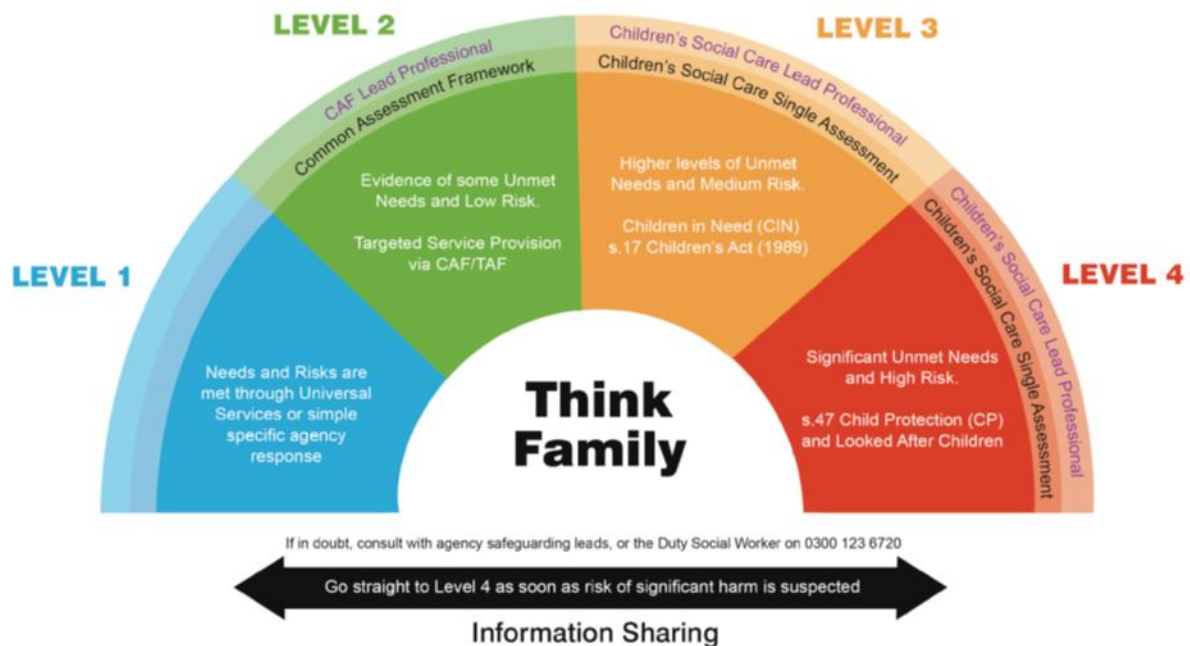 LEVEL 1
Needs and Risks are
met through Universal
Services or simple
specific agency
response
LEVEL 2
CAF Lead Professional
Common Assessment Framework
Evidence of some Unmet
Needs and Low Risk.
Targeted Service Provision
via CAF/TAF
LEVEL 3
Children's Social Care Lead Professional
Children's Social Care Single Assessment
Higher levels of Unmet
Needs and Medium Risk.
Children in Need (CIN)
s.17 Children's Act (1989)
LEVEL 4
Children's Social Care Lead Professional
Children's Social Care Single Assessment
Significant Unmet Needs
and High Risk.
s.47 Child Protection (CP)
and Looked After Children
Think
Family
If in doubt, consult with agency safeguarding leads, or the Duty Social Worker on 0300 123 6720
Go straight to Level 4 as soon as risk of significant harm is suspected
Information Sharing